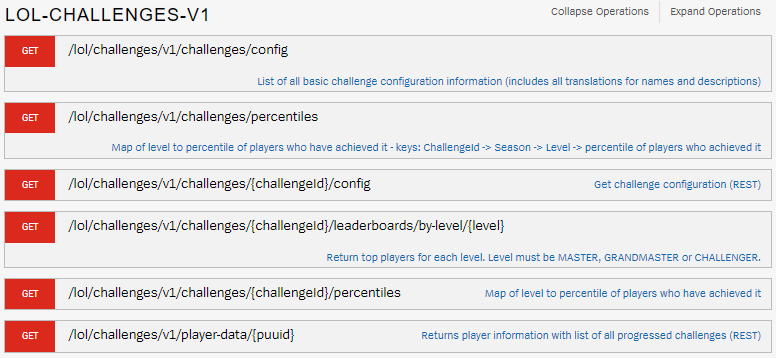 LOL-CHALLENGES-V1
Collapse Operations
Expand Operations
GET
/lol/challenges/v1/challenges/config
List of all basic challenge configuration information (includes all translations for names and descriptions)
GET
/lol/challenges/v1/challenges/percentiles
Map of level to percentile of players who have achieved it - keys: ChallengeId -> Season -> Level -> percentile of players who achieved it
GET
/lol/challenges/v1/challenges/{challengeId}/config
Get challenge configuration (REST)
GET
/lol/challenges/v1/challenges/{challengeId}/leaderboards/by-level/{level}
Return top players for each level. Level must be MASTER, GRANDMASTER or CHALLENGER.
GET
/lol/challenges/v1/challenges/{challengeId}/percentiles
Map of level to percentile of players who have achieved it
GET
/lol/challenges/v1/player-data/{puuid}
Returns player information with list of all progressed challenges (REST)